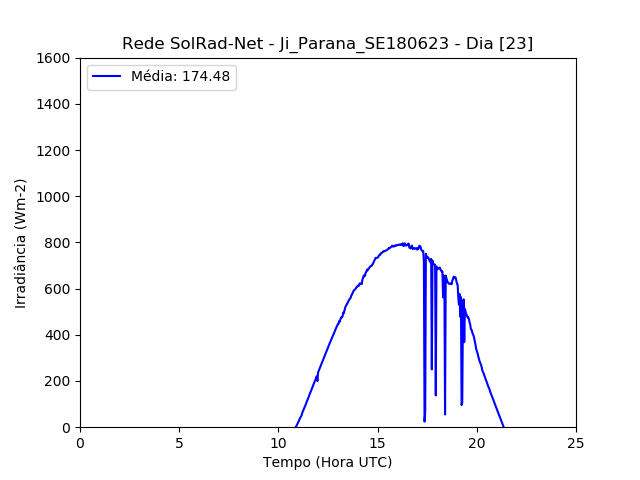 Rede SolRad-Net - Ji_Parana_SE180623 - Dia [23]
Média: 174.48
1600
1400
1200
1000
800
600
400
200
0
Irradiância (Wm-2)
0 5 10 15 20 25
Tempo (Hora UTC)